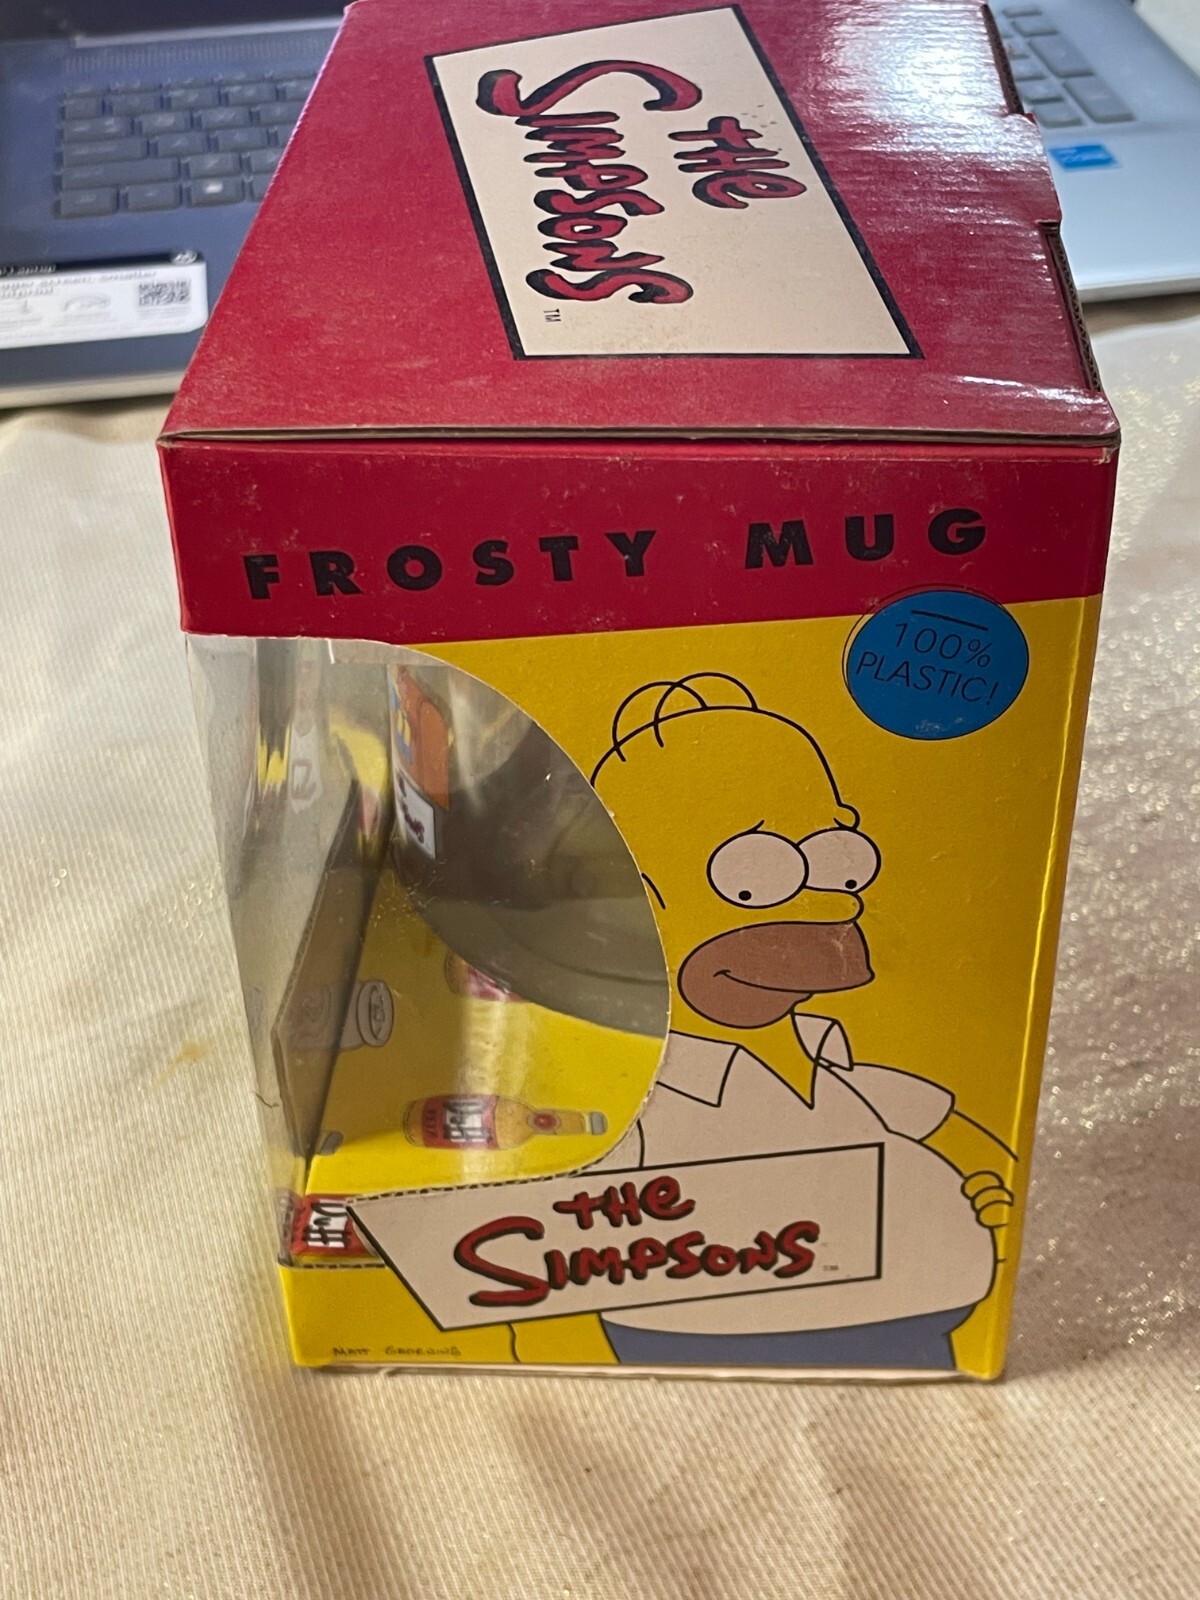 THE
SIMPSONS
TM
FROSTY MUG
100%
PLASTIC!
THE
SIMPSONS
TM
MATT GROENING